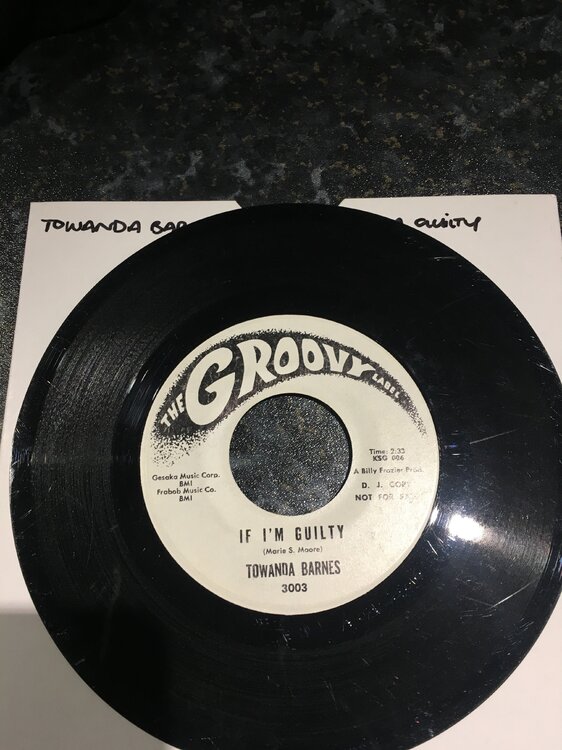 TOWANDA BAR GUILTY
THE GROOVY LABEL
Time: 2:33
KSG 006
Gesaka Music Corp.
BMI
Frabob Music Co.
BMI
A Billy Frazier Prod.
D. J. COPY
NOT FOR
IF I'M GUILTY
(Marie S. Moore)
TOWANDA BARNES
3003